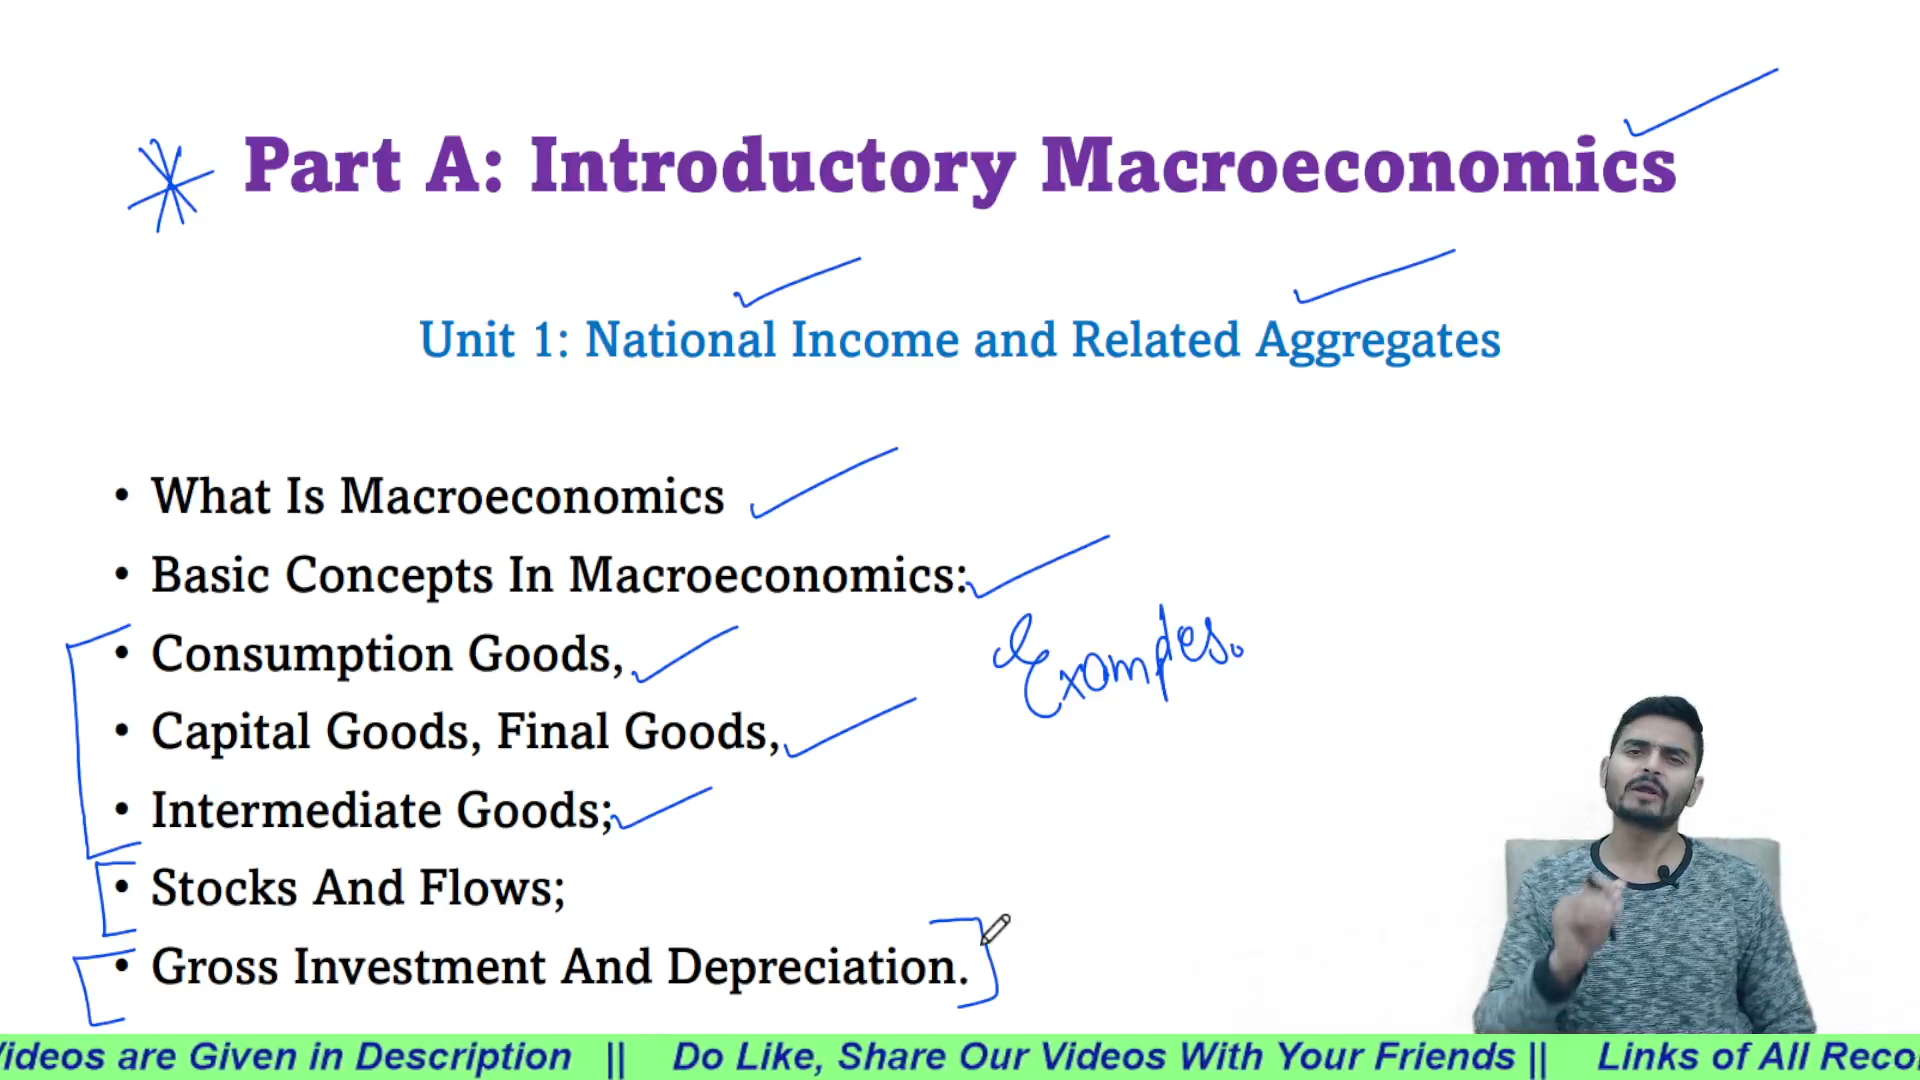 Part A: Introductory Macroeconomics
Unit 1: National Income and Related Aggregates
• What Is Macroeconomics
• Basic Concepts In Macroeconomics:
• Consumption Goods,
Examples.
• Capital Goods, Final Goods,
• Intermediate Goods;
• Stocks And Flows;
• Gross Investment And Depreciation.
Videos are Given in Description || Do Like, Share Our Videos With Your Friends || Links of All